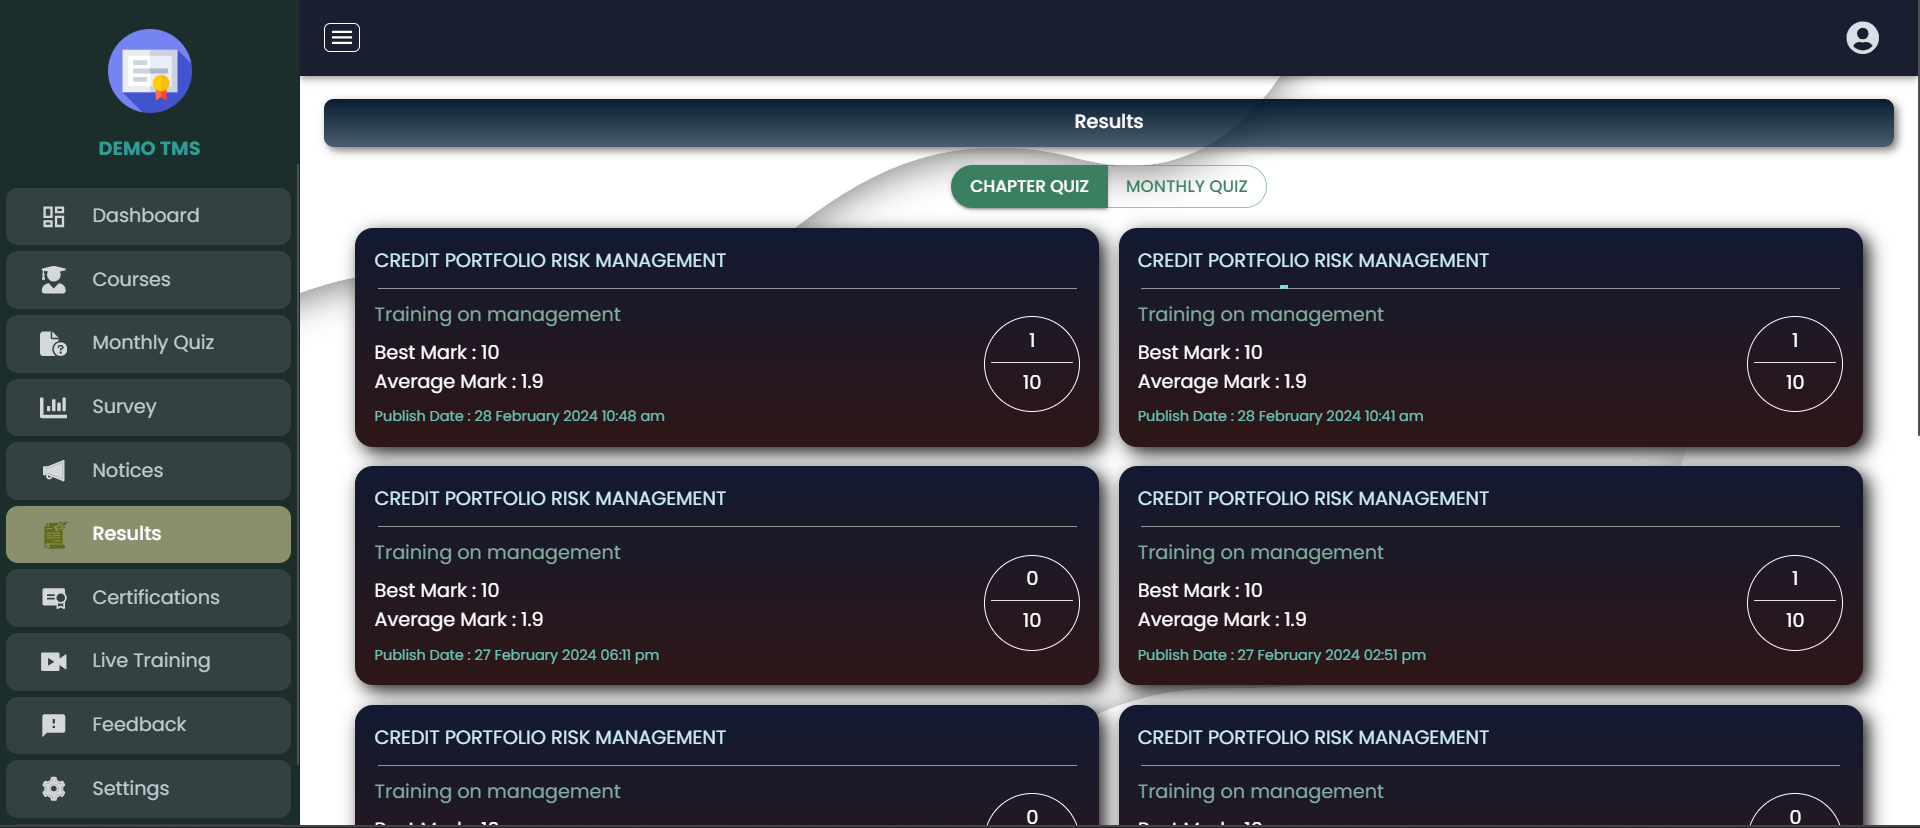 DEMO TMS
Dashboard
Courses
Monthly Quiz
Survey
Notices
Results
Certifications
Live Training
Feedback
Settings
Results
CHAPTER QUIZ
MONTHLY QUIZ
CREDIT PORTFOLIO RISK MANAGEMENT
Training on management
Best Mark : 10
Average Mark : 1.9
Publish Date : 28 February 2024 10:48 am
1
10
CREDIT PORTFOLIO RISK MANAGEMENT
Training on management
Best Mark : 10
Average Mark : 1.9
Publish Date : 28 February 2024 10:41 am
1
10
CREDIT PORTFOLIO RISK MANAGEMENT
Training on management
Best Mark : 10
Average Mark : 1.9
Publish Date : 27 February 2024 06:11 pm
0
10
CREDIT PORTFOLIO RISK MANAGEMENT
Training on management
Best Mark : 10
Average Mark : 1.9
Publish Date : 27 February 2024 02:51 pm
1
10
CREDIT PORTFOLIO RISK MANAGEMENT
Training on management
0
CREDIT PORTFOLIO RISK MANAGEMENT
Training on management
0